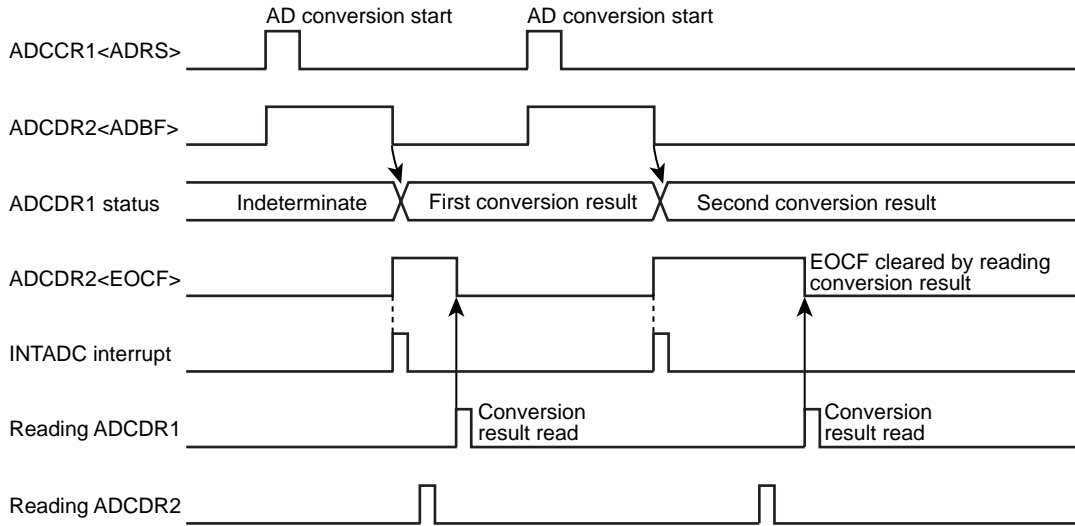 AD conversion start AD conversion start
ADCCR1<ADRS>
ADCDR2<ADBF>
ADCDR1 status Indeterminate First conversion result Second conversion result
ADCDR2<EOCF> EOCF cleared by reading
conversion result
INTADC interrupt
Reading ADCDR1 Conversion Conversion
result read result read
Reading ADCDR2